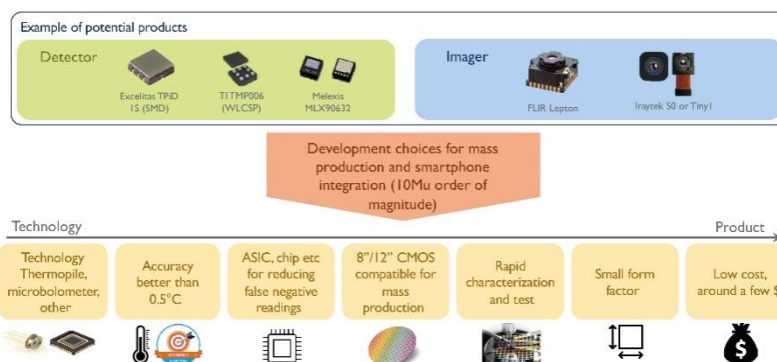 Example of potential products
Detector
Excelitas TPiD
1S (SMD)
TI TMP006
(WLCSP)
Melexis
MLX90632
Imager
FLIR Lepton
Iraytek S0 or Tiny1
Development choices for mass
production and smartphone
integration (10Mu order of
magnitude)
Technology
Product
Technology
Thermopile,
microbolometer,
other
Accuracy
better than
0.5°C
ASIC, chip etc
for reducing
false negative
readings
8"/12" CMOS
compatible for
mass
production
Rapid
characterization
and test
Small form
factor
Low cost,
around a few $
$